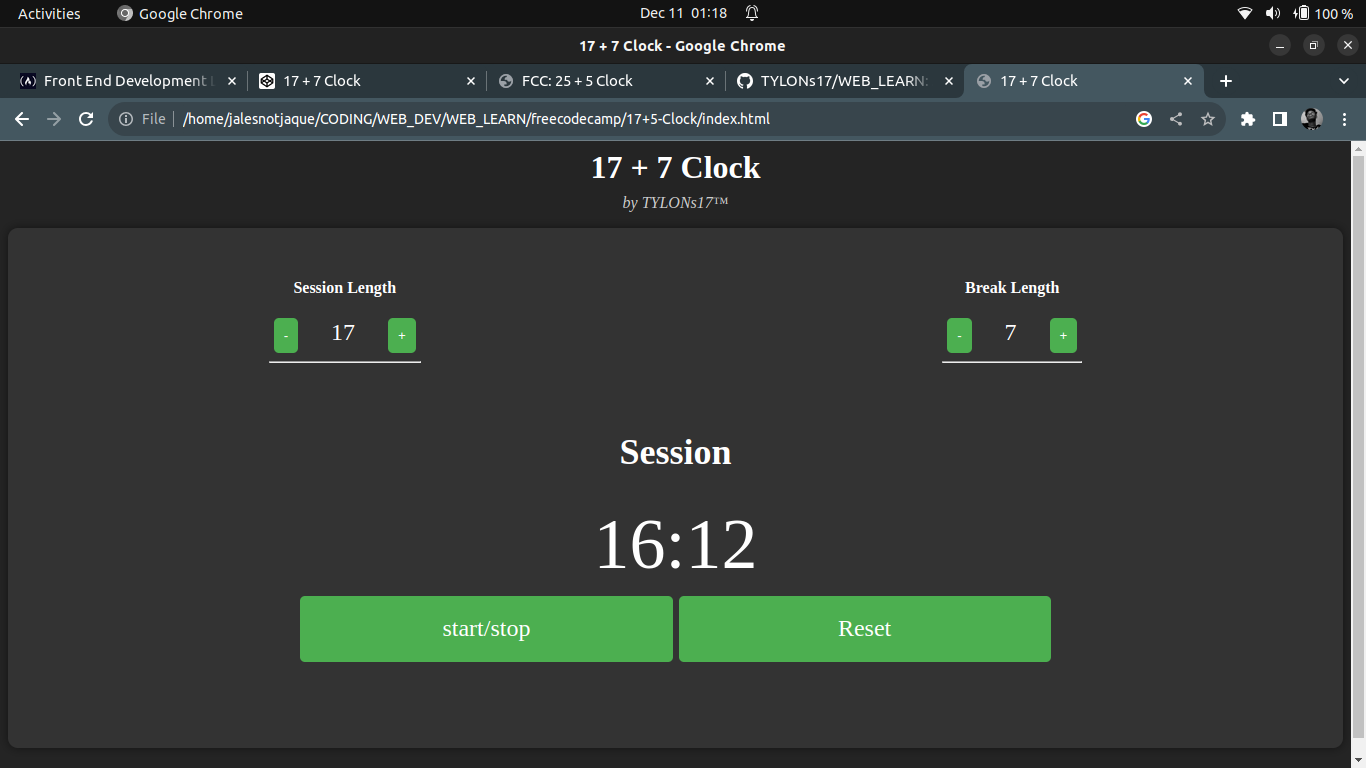 Activities Google Chrome Dec 11 01:18 100 %
17 + 7 Clock - Google Chrome
Front End Development 17 + 7 Clock FCC: 25 + 5 Clock TYLONs17/WEB_LEARN: 17 + 7 Clock
File /home/jalesnotjaque/CODING/WEB_DEV/WEB_LEARN/freecodecamp/17+5-Clock/index.html
17 + 7 Clock
by TYLONs17™
Session Length Break Length
- 17 + - 7 +
Session
16:12
start/stop Reset